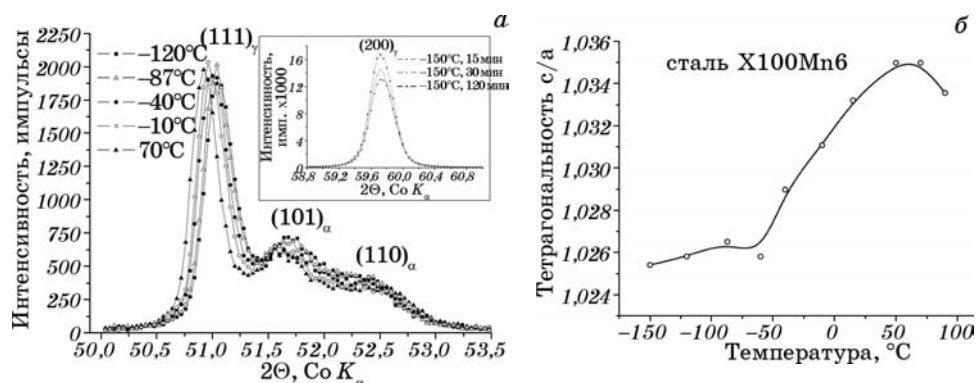 а
Интенсивность, импульсы
2250
2000
1750
1500
1250
1000
750
500
250
0
(111)γ
–120°C
–87°C
–40°C
–10°C
70°C
(101)α
(110)α
50,0 50,5 51,0 51,5 52,0 52,5 53,0 53,5
2Θ, Co Kα
(200)γ
–150°C, 15 мин
–150°C, 30 мин
–150°C, 120 мин
Интенсивность,
имп. x1000
16
12
8
4
0
58,8 59,2 59,6 60,0 60,4 60,8
2Θ, Co Kα
б
сталь X100Mn6
Тетрагональность c/a
1,036
1,034
1,032
1,030
1,028
1,026
1,024
–150 –100 –50 0 50 100
Температура, °C